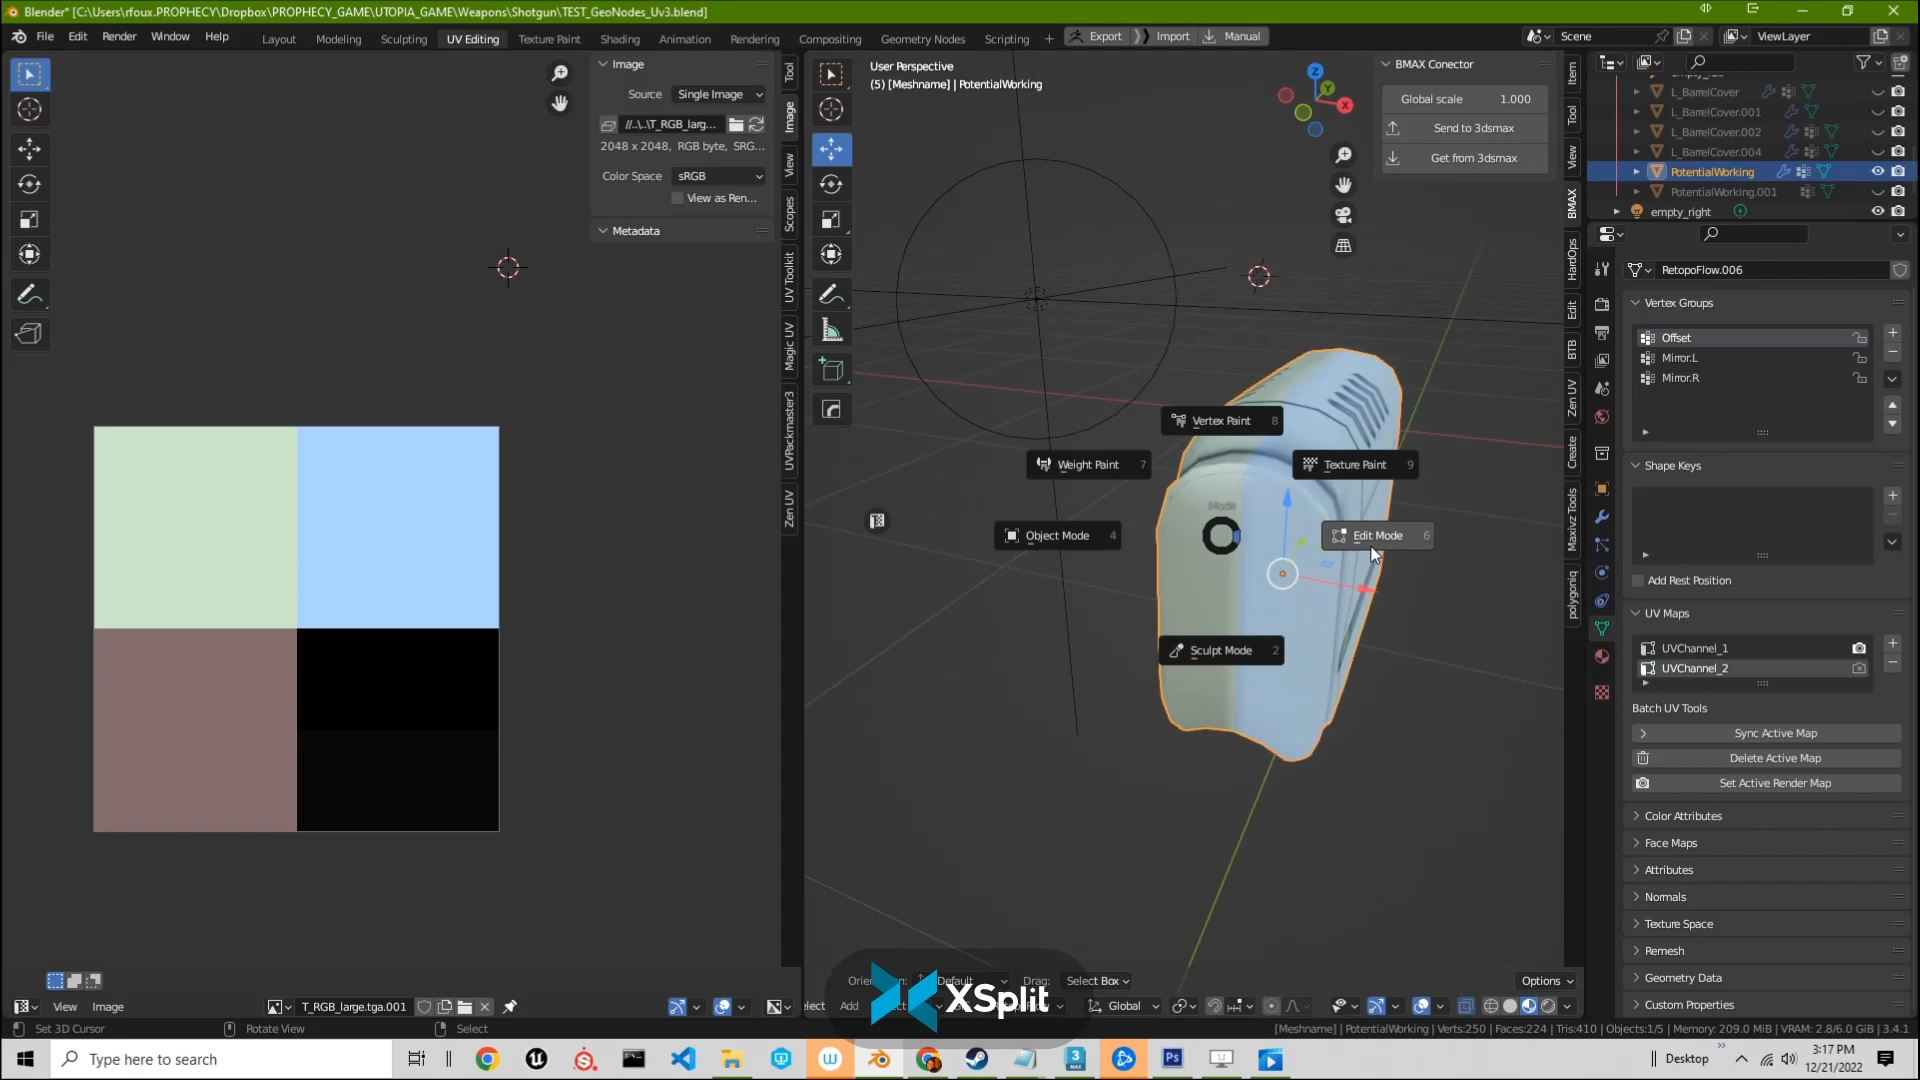 Blender* [C:\Users\rfoux.PROPHECY\Dropbox\PROPHECY_GAME\UTOPIA_GAME\Weapons\Shotgun\TEST_GeoNodes_Uv3.blend]
File Edit Render Window Help Layout Modeling Sculpting UV Editing Texture Paint Shading Animation Rendering Compositing Geometry Nodes Scripting + Export Import Manual Scene ViewLayer
Image
Source Single Image
//..\..\T_RGB_larg...
2048 x 2048, RGB byte, SRG...
Color Space sRGB
View as Ren...
Metadata
Tool
Image
View
Scopes
UV Toolkit
Magic UV
UVPackmaster3
Zen UV
User Perspective
(5) [Meshname] | PotentialWorking
Z
Y
X
BMAX Conector
Global scale 1.000
Send to 3dsmax
Get from 3dsmax
Item
Tool
View
BMAX
HardOps
Edit
BTB
Zen UV
Create
Maxivz Tools
polygoniq
Vertex Paint 8
Weight Paint 7
Texture Paint 9
Mode
Object Mode 4
Edit Mode 6
Sculpt Mode 2
L_BarrelCover
L_BarrelCover.001
L_BarrelCover.002
L_BarrelCover.004
PotentialWorking
PotentialWorking.001
empty_right
RetopoFlow.006
Vertex Groups
Offset
Mirror.L
Mirror.R
Shape Keys
Add Rest Position
UV Maps
UVChannel_1
UVChannel_2
Batch UV Tools
Sync Active Map
Delete Active Map
Set Active Render Map
Color Attributes
Face Maps
Attributes
Normals
Texture Space
Remesh
Geometry Data
Custom Properties
Default Drag: Select Box Options
View Image T_RGB_large.tga.001 elect Add Global
XSplit
Set 3D Cursor Rotate View Select [Meshname] | PotentialWorking | Verts:250 | Faces:224 | Tris:410 | Objects:1/5 | Memory: 209.0 MiB | VRAM: 2.8/6.0 GiB | 3.4.1
Type here to search
Desktop
3:17 PM
12/21/2022